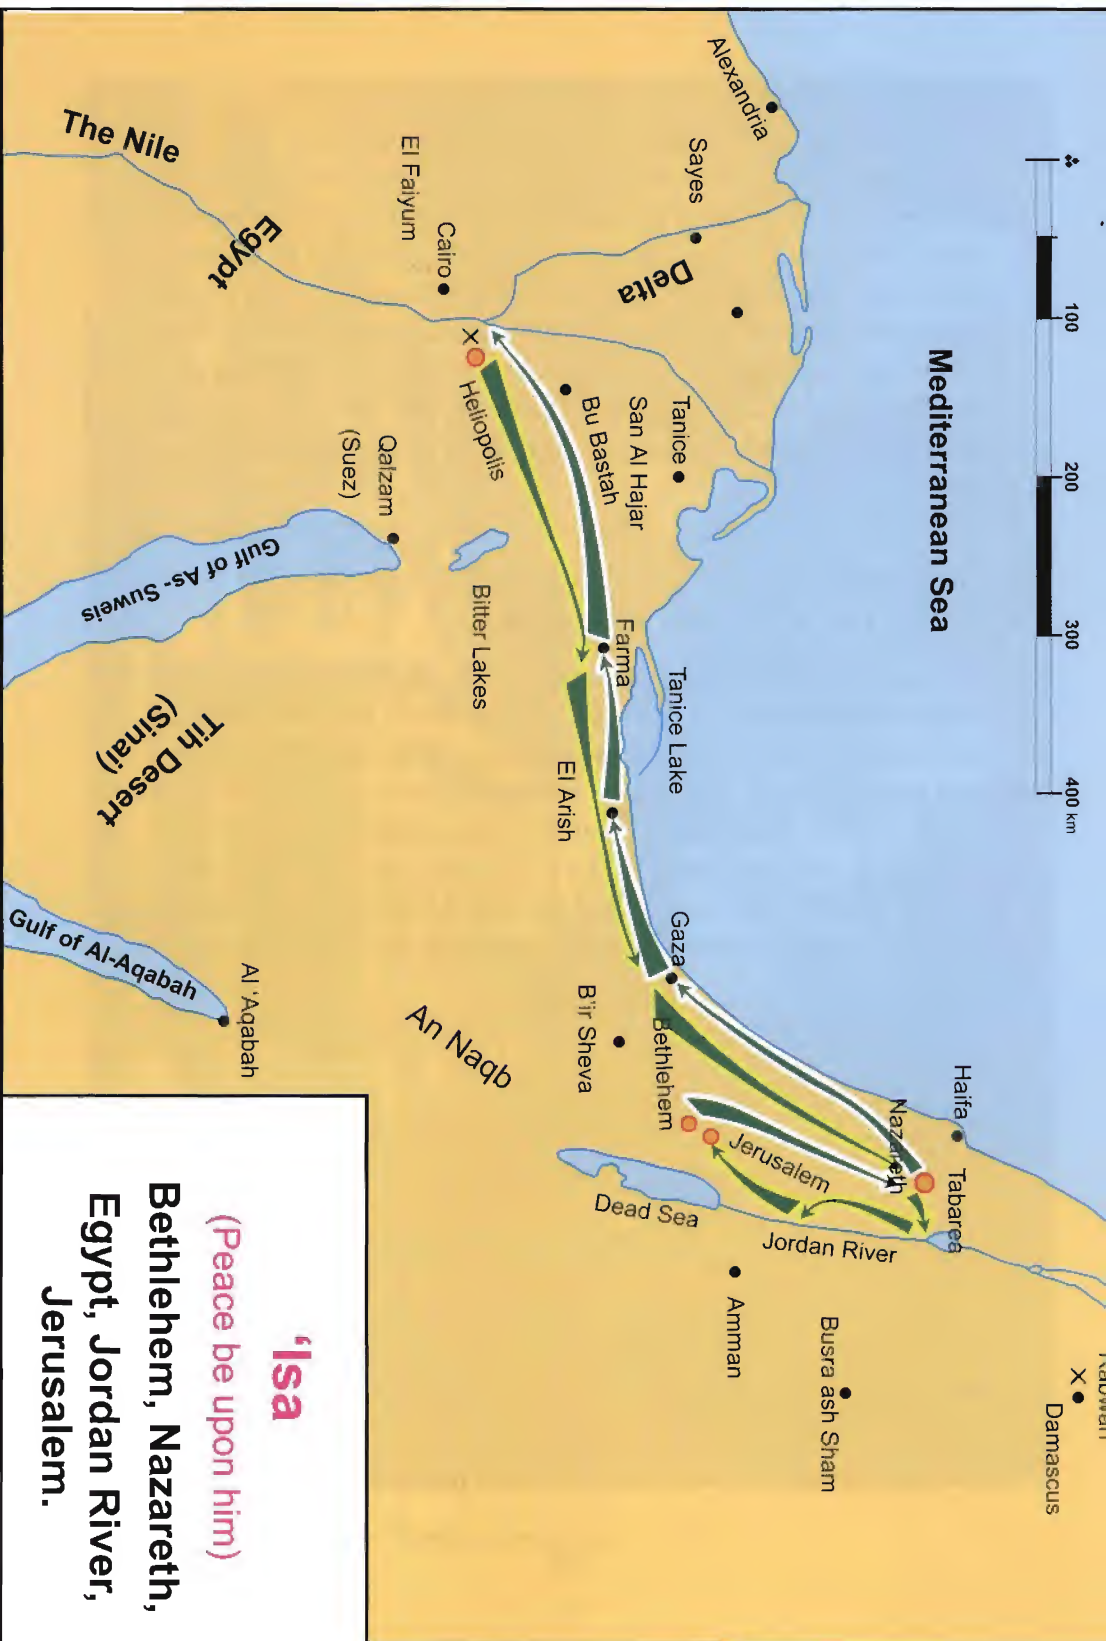 Damascus
100 200 300 400 km
Haifa
Tabarea
Mediterranean Sea
Nazareth
Busra ash Sham
Jordan River
Jerusalem
Amman
Alexandria
Sayes
Delta
Tanice
Tanice Lake
Gaza
Bethlehem
Dead Sea
San Al Hajar
Farma
Bu Bastah
B'ir Sheva
El Arish
Heliopolis
Bitter Lakes
An Naqb
Cairo
El Faiyum
Qalzam
(Suez)
Egypt
Gulf of As- Suweis
Al 'Aqabah
The Nile
Tih Desert
(Sinai)
Gulf of Al-Aqabah
'Isa
(Peace be upon him)
Bethlehem, Nazareth,
Egypt, Jordan River,
Jerusalem.